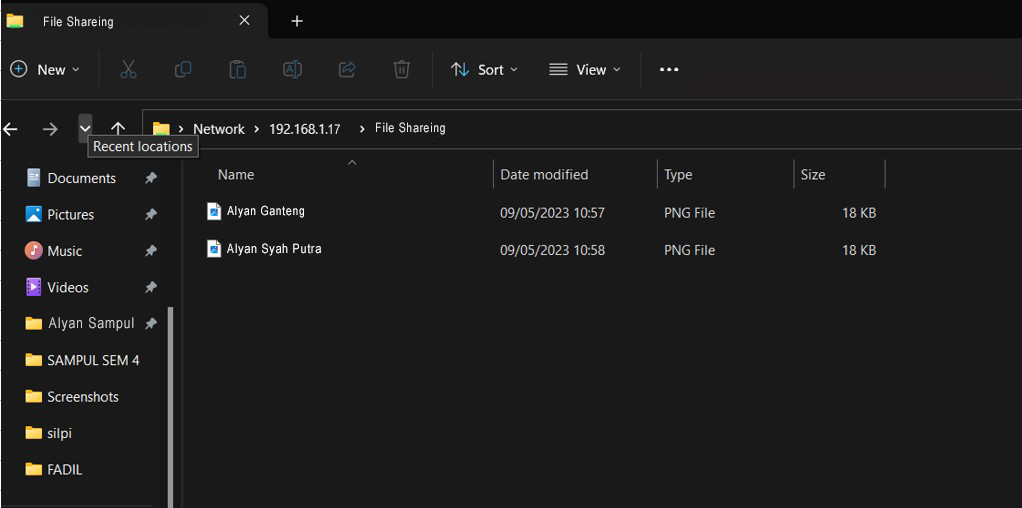 File Shareing
New Sort View
Network 192.168.1.17 File Shareing
Recent locations
Documents
Pictures
Music
Videos
Alyan Sampul
SAMPUL SEM 4
Screenshots
silpi
FADIL
Name Date modified Type Size
Alyan Ganteng 09/05/2023 10:57 PNG File 18 KB
Alyan Syah Putra 09/05/2023 10:58 PNG File 18 KB